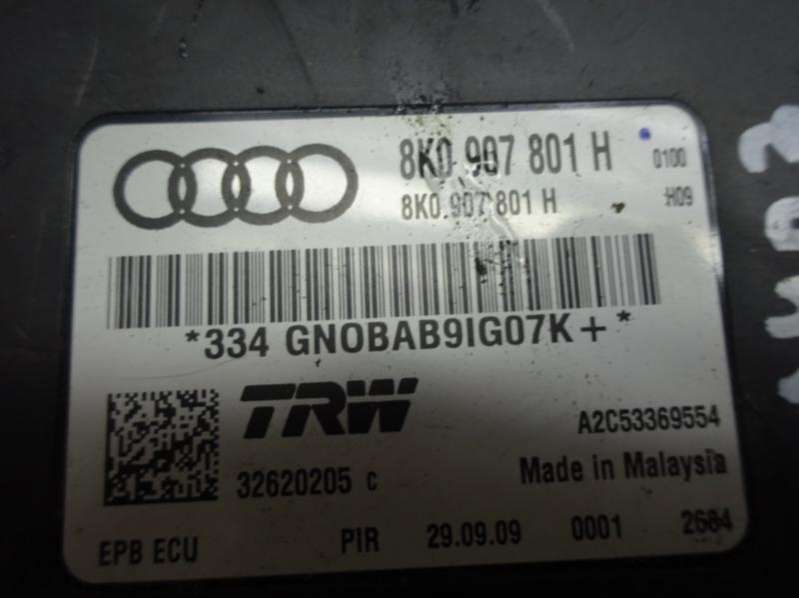 8K0 907 801 H 0100
8K0 907 801 H H09
*334 GN0BAB9IG07K+*
TRW A2C53369554
32620205 C Made in Malaysia
EPB ECU PIR 29.09.09 0001 2684